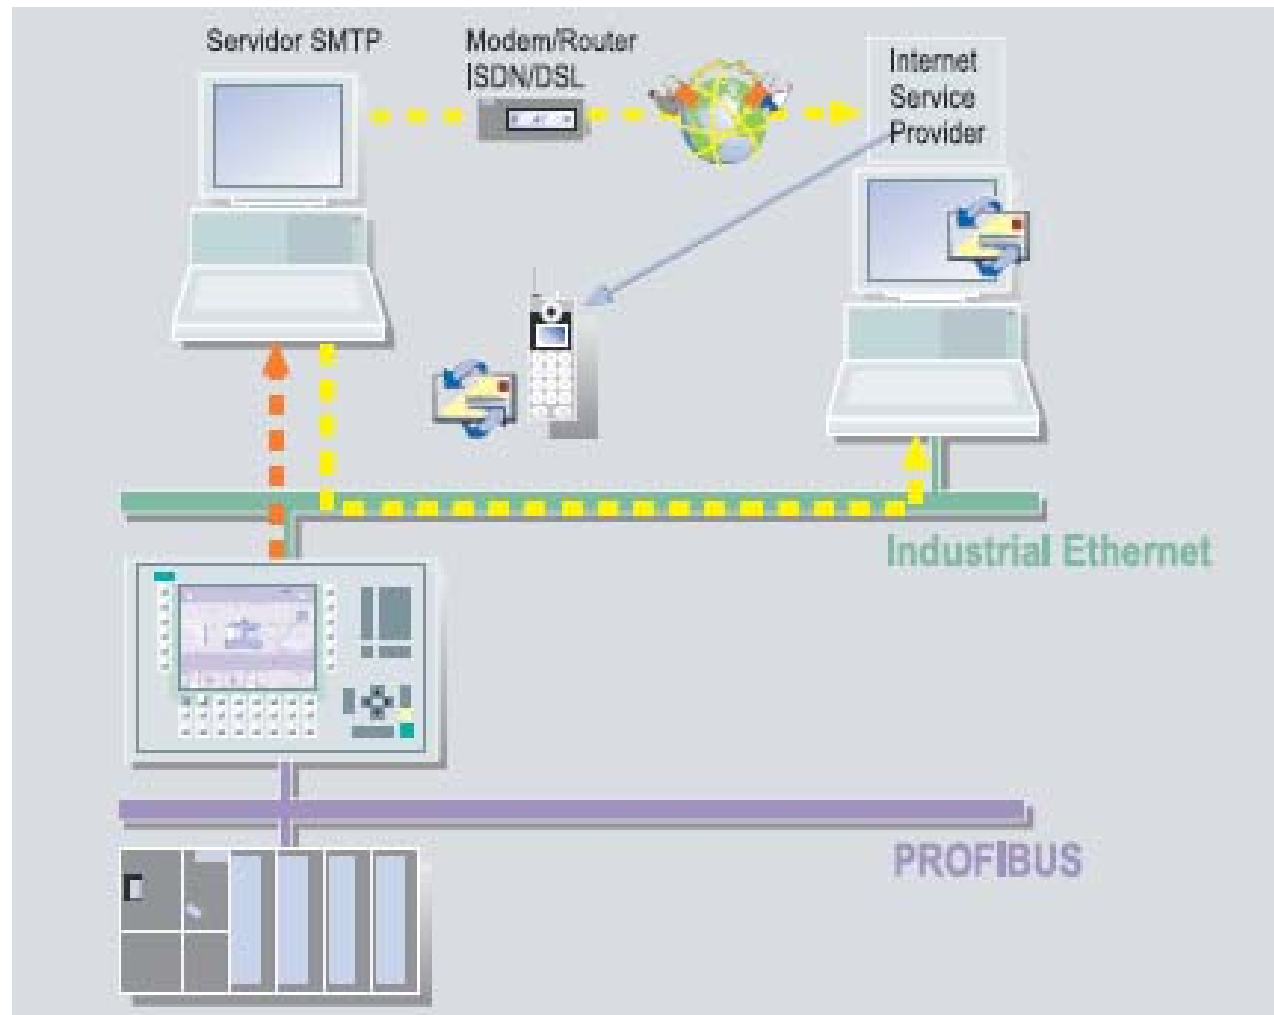 Servidor SMTP
Modem/Router
ISDN/DSL
Internet
Service
Provider
Industrial Ethernet
PROFIBUS